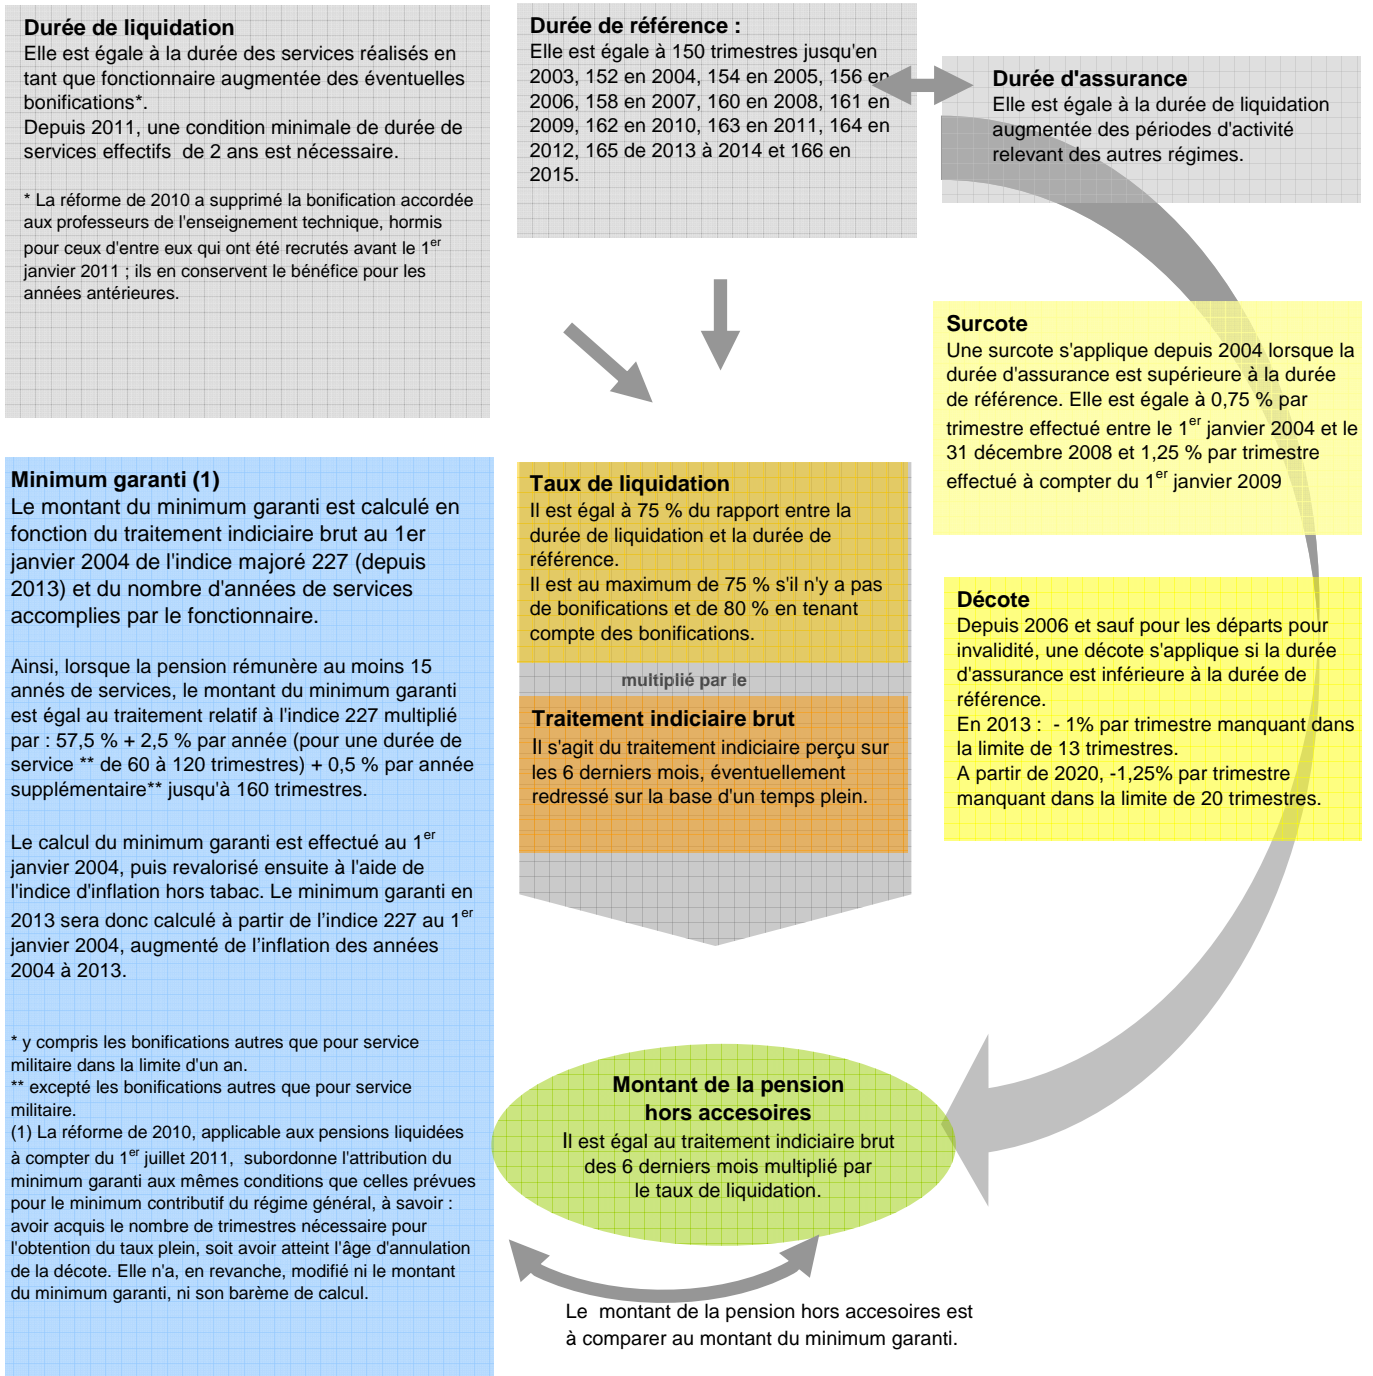 Durée de liquidation
Elle est égale à la durée des services réalisés en
tant que fonctionnaire augmentée des éventuelles
bonifications*.
Depuis 2011, une condition minimale de durée de
services effectifs  de 2 ans est nécessaire.
* La réforme de 2010 a supprimé la bonification accordée
aux professeurs de l'enseignement technique, hormis
pour ceux d'entre eux qui ont été recrutés avant le 1er
janvier 2011 ; ils en conservent le bénéfice pour les
années antérieures.
Durée de référence :
Elle est égale à 150 trimestres jusqu'en
2003, 152 en 2004, 154 en 2005, 156 en
2006, 158 en 2007, 160 en 2008, 161 en
2009, 162 en 2010, 163 en 2011, 164 en
2012, 165 de 2013 à 2014 et 166 en
2015.
Durée d'assurance
Elle est égale à la durée de liquidation
augmentée des périodes d'activité
relevant des autres régimes.
Surcote
Une surcote s'applique depuis 2004 lorsque la
durée d'assurance est supérieure à la durée
de référence. Elle est égale à 0,75 % par
trimestre effectué entre le 1er janvier 2004 et le
31 décembre 2008 et 1,25 % par trimestre
effectué à compter du 1er janvier 2009
Minimum garanti (1)
Le montant du minimum garanti est calculé en
fonction du traitement indiciaire brut au 1er
janvier 2004 de l'indice majoré 227 (depuis
2013) et du nombre d'années de services
accomplies par le fonctionnaire.
Ainsi, lorsque la pension rémunère au moins 15
annés de services, le montant du minimum garanti
est égal au traitement relatif à l'indice 227 multiplié
par : 57,5 % + 2,5 % par année (pour une durée de
service ** de 60 à 120 trimestres) + 0,5 % par année
supplémentaire** jusqu'à 160 trimestres.
Le calcul du minimum garanti est effectué au 1er
janvier 2004, puis revalorisé ensuite à l'aide de
l'indice d'inflation hors tabac. Le minimum garanti en
2013 sera donc calculé à partir de l'indice 227 au 1er
janvier 2004, augmenté de l'inflation des années
2004 à 2013.
* y compris les bonifications autres que pour service
militaire dans la limite d'un an.
** excepté les bonifications autres que pour service
militaire.
(1) La réforme de 2010, applicable aux pensions liquidées
à compter du 1er juillet 2011,  subordonne l'attribution du
minimum garanti aux mêmes conditions que celles prévues
pour le minimum contributif du régime général, à savoir :
avoir acquis le nombre de trimestres nécessaire pour
l'obtention du taux plein, soit avoir atteint l'âge d'annulation
de la décote. Elle n'a, en revanche, modifié ni le montant
du minimum garanti, ni son barème de calcul.
Taux de liquidation
Il est égal à 75 % du rapport entre la
durée de liquidation et la durée de
référence.
Il est au maximum de 75 % s'il n'y a pas
de bonifications et de 80 % en tenant
compte des bonifications.
multiplié par le
Traitement indiciaire brut
Il s'agit du traitement indiciaire perçu sur
les 6 derniers mois, éventuellement
redressé sur la base d'un temps plein.
Décote
Depuis 2006 et sauf pour les départs pour
invalidité, une décote s'applique si la durée
d'assurance est inférieure à la durée de
référence.
En 2013 :  - 1% par trimestre manquant dans
la limite de 13 trimestres.
A partir de 2020, -1,25% par trimestre
manquant dans la limite de 20 trimestres.
Montant de la pension
hors accesoires
Il est égal au traitement indiciaire brut
des 6 derniers mois multiplié par
le taux de liquidation.
Le  montant de la pension hors accesoires est
à comparer au montant du minimum garanti.